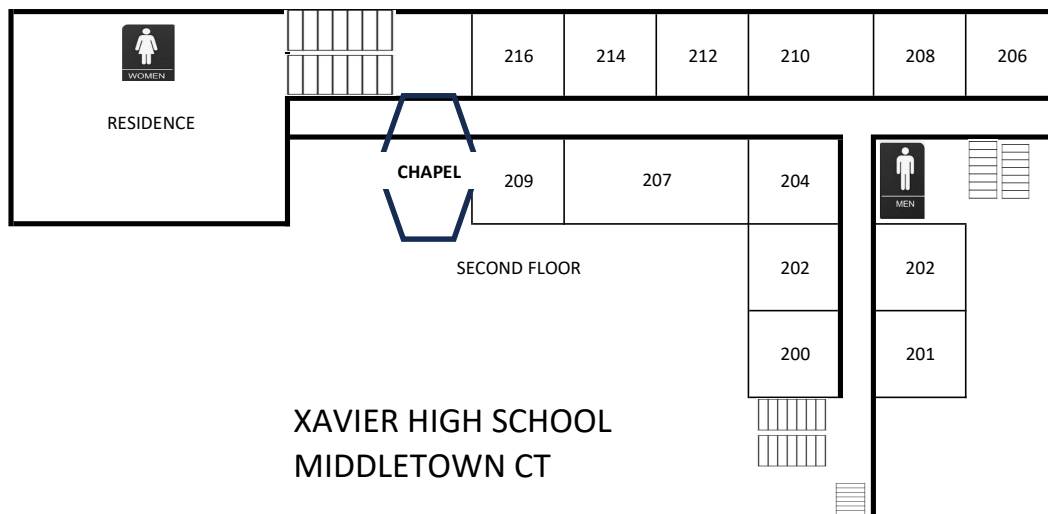 216 214 212 210 208 206
WOMEN
RESIDENCE
CHAPEL 209 207 204
MEN
SECOND FLOOR 202 202
200 201
XAVIER HIGH SCHOOL
MIDDLETOWN CT